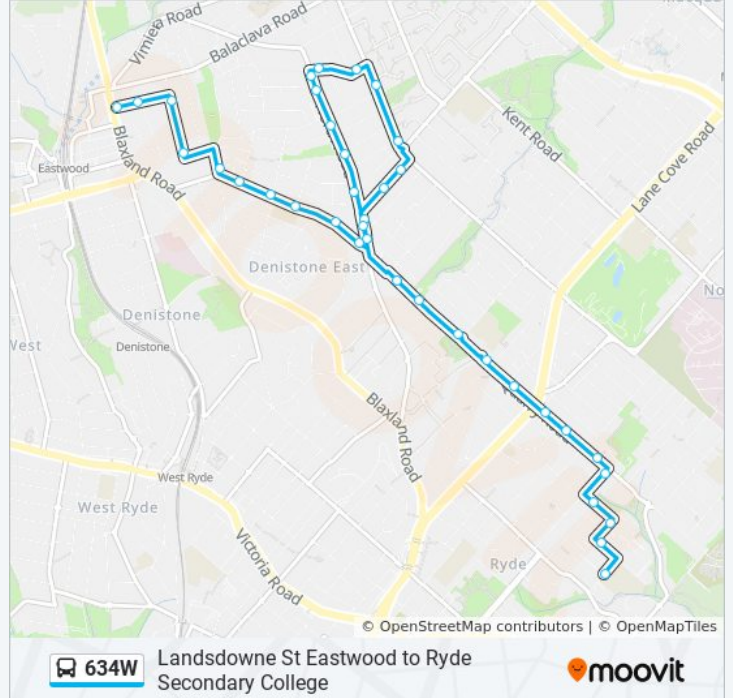 Vimiera Road
Balaclava Road
Kent Road
Lane Cove Road
Blaxland Road
Eastwood
Denistone East
Denistone
Denistone
West
No
Blaxland Road
West Ryde
West Ryde
Victoria Road
Ryde
© OpenStreetMap contributors | © OpenMapTiles
634W
Landsdowne St Eastwood to Ryde
Secondary College
moovit